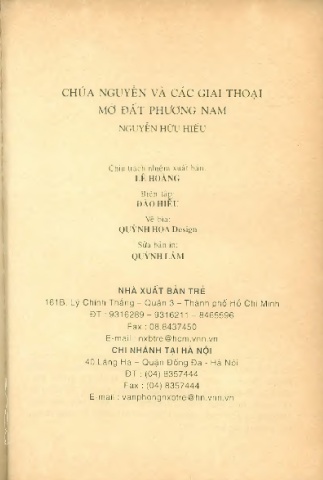 CHÚA NGUYỄN VÀ CÁC GIAI THOẠI
MỞ ĐẤT PHƯƠNG NAM
NGUYỄN HỮU HIẾU
Chịu trách nhiệm xuất bản:
LÊ HOÀNG
Biên tập:
ĐÀO HIẾU
Vẽ bìa:
QUỲNH HOA Design
Sửa bản in:
QUỲNH LÂM
NHÀ XUẤT BẢN TRẺ
161B, Lý Chính Thắng – Quận 3 – Thành phố Hồ Chí Minh
ĐT : 9316289 – 9316211 – 8465596
Fax : 08.8437450
E-mail : nxbtre@hcm.vnn.vn
CHI NHÁNH TẠI HÀ NỘI
40 Láng Hạ – Quận Đống Đa - Hà Nội
ĐT : (04) 8357444
Fax : (04) 8357444
E-mail : vanphongnxbtre@hn.vnn.vn